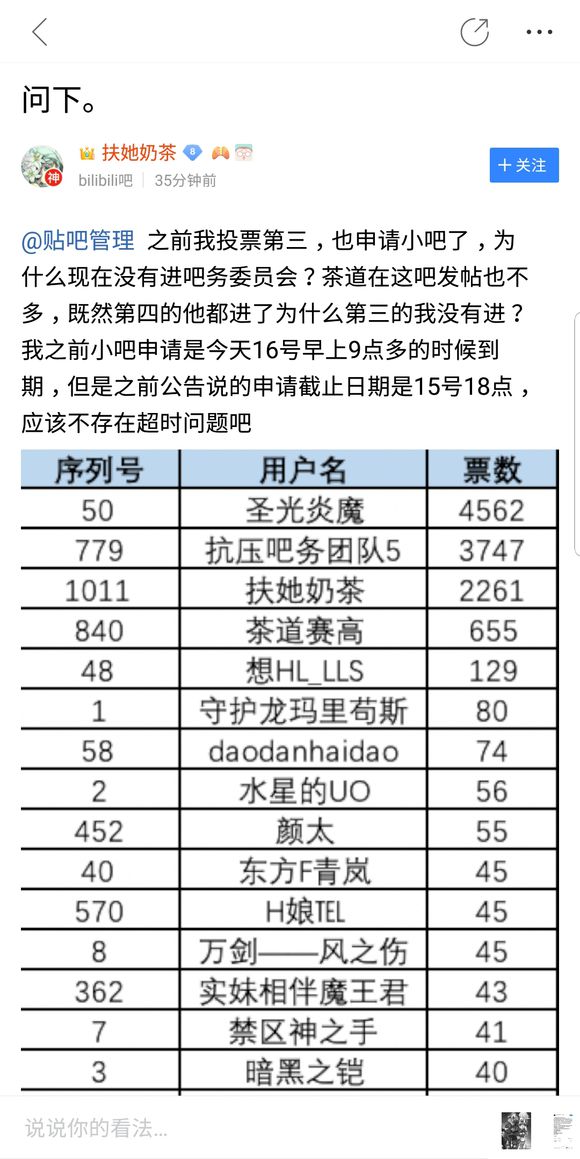 问下。
扶她奶茶 8
神
bilibili吧 35分钟前
+ 关注
@贴吧管理 之前我投票第三，也申请小吧了，为
什么现在没有进吧务委员会？茶道在这吧发帖也不
多，既然第四的他都进了为什么第三的我没有进？
我之前小吧申请是今天16号早上9点多的时候到
期，但是之前公告说的申请截止日期是15号18点，
应该不存在超时问题吧
序列号 用户名 票数
50 圣光炎魔 4562
779 抗压吧务团队5 3747
1011 扶她奶茶 2261
840 茶道赛高 655
48 想HL_LLS 129
1 守护龙玛里苟斯 80
58 daodanhaidao 74
2 水星的UO 56
452 颜太 55
40 东方F青岚 45
570 H娘TEL 45
8 万剑——风之伤 45
362 实妹相伴魔王君 43
7 禁区神之手 41
3 暗黑之铠 40
说说你的看法...